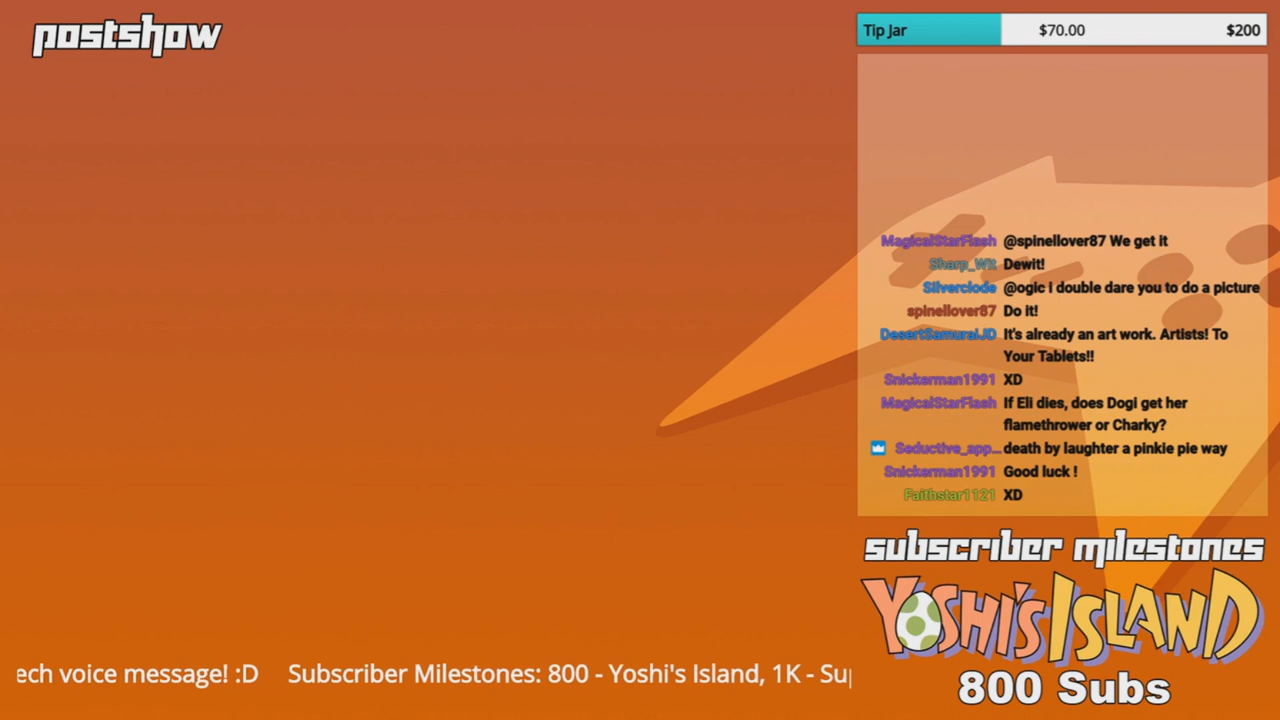 postshow
Tip Jar $70.00 $200
MagicalStarFlash @spinellover87 We get it
Sharp_Wit Dewit!
Silverclode @ogic i double dare you to do a picture
spinellover87 Do it!
DesertSamuraiJD It's already an art work. Artists! To
Your Tablets!!
Snickerman1991 XD
MagicalStarFlash If Eli dies, does Dogi get her
flamethrower or Charky?
Seductive_app... death by laughter a pinkie pie way
Snickerman1991 Good luck !
Faithstar1121 XD
subscriber milestones
YOSHI'S ISLAND
800 Subs
ech voice message! :D Subscriber Milestones: 800 - Yoshi's Island, 1K - Su